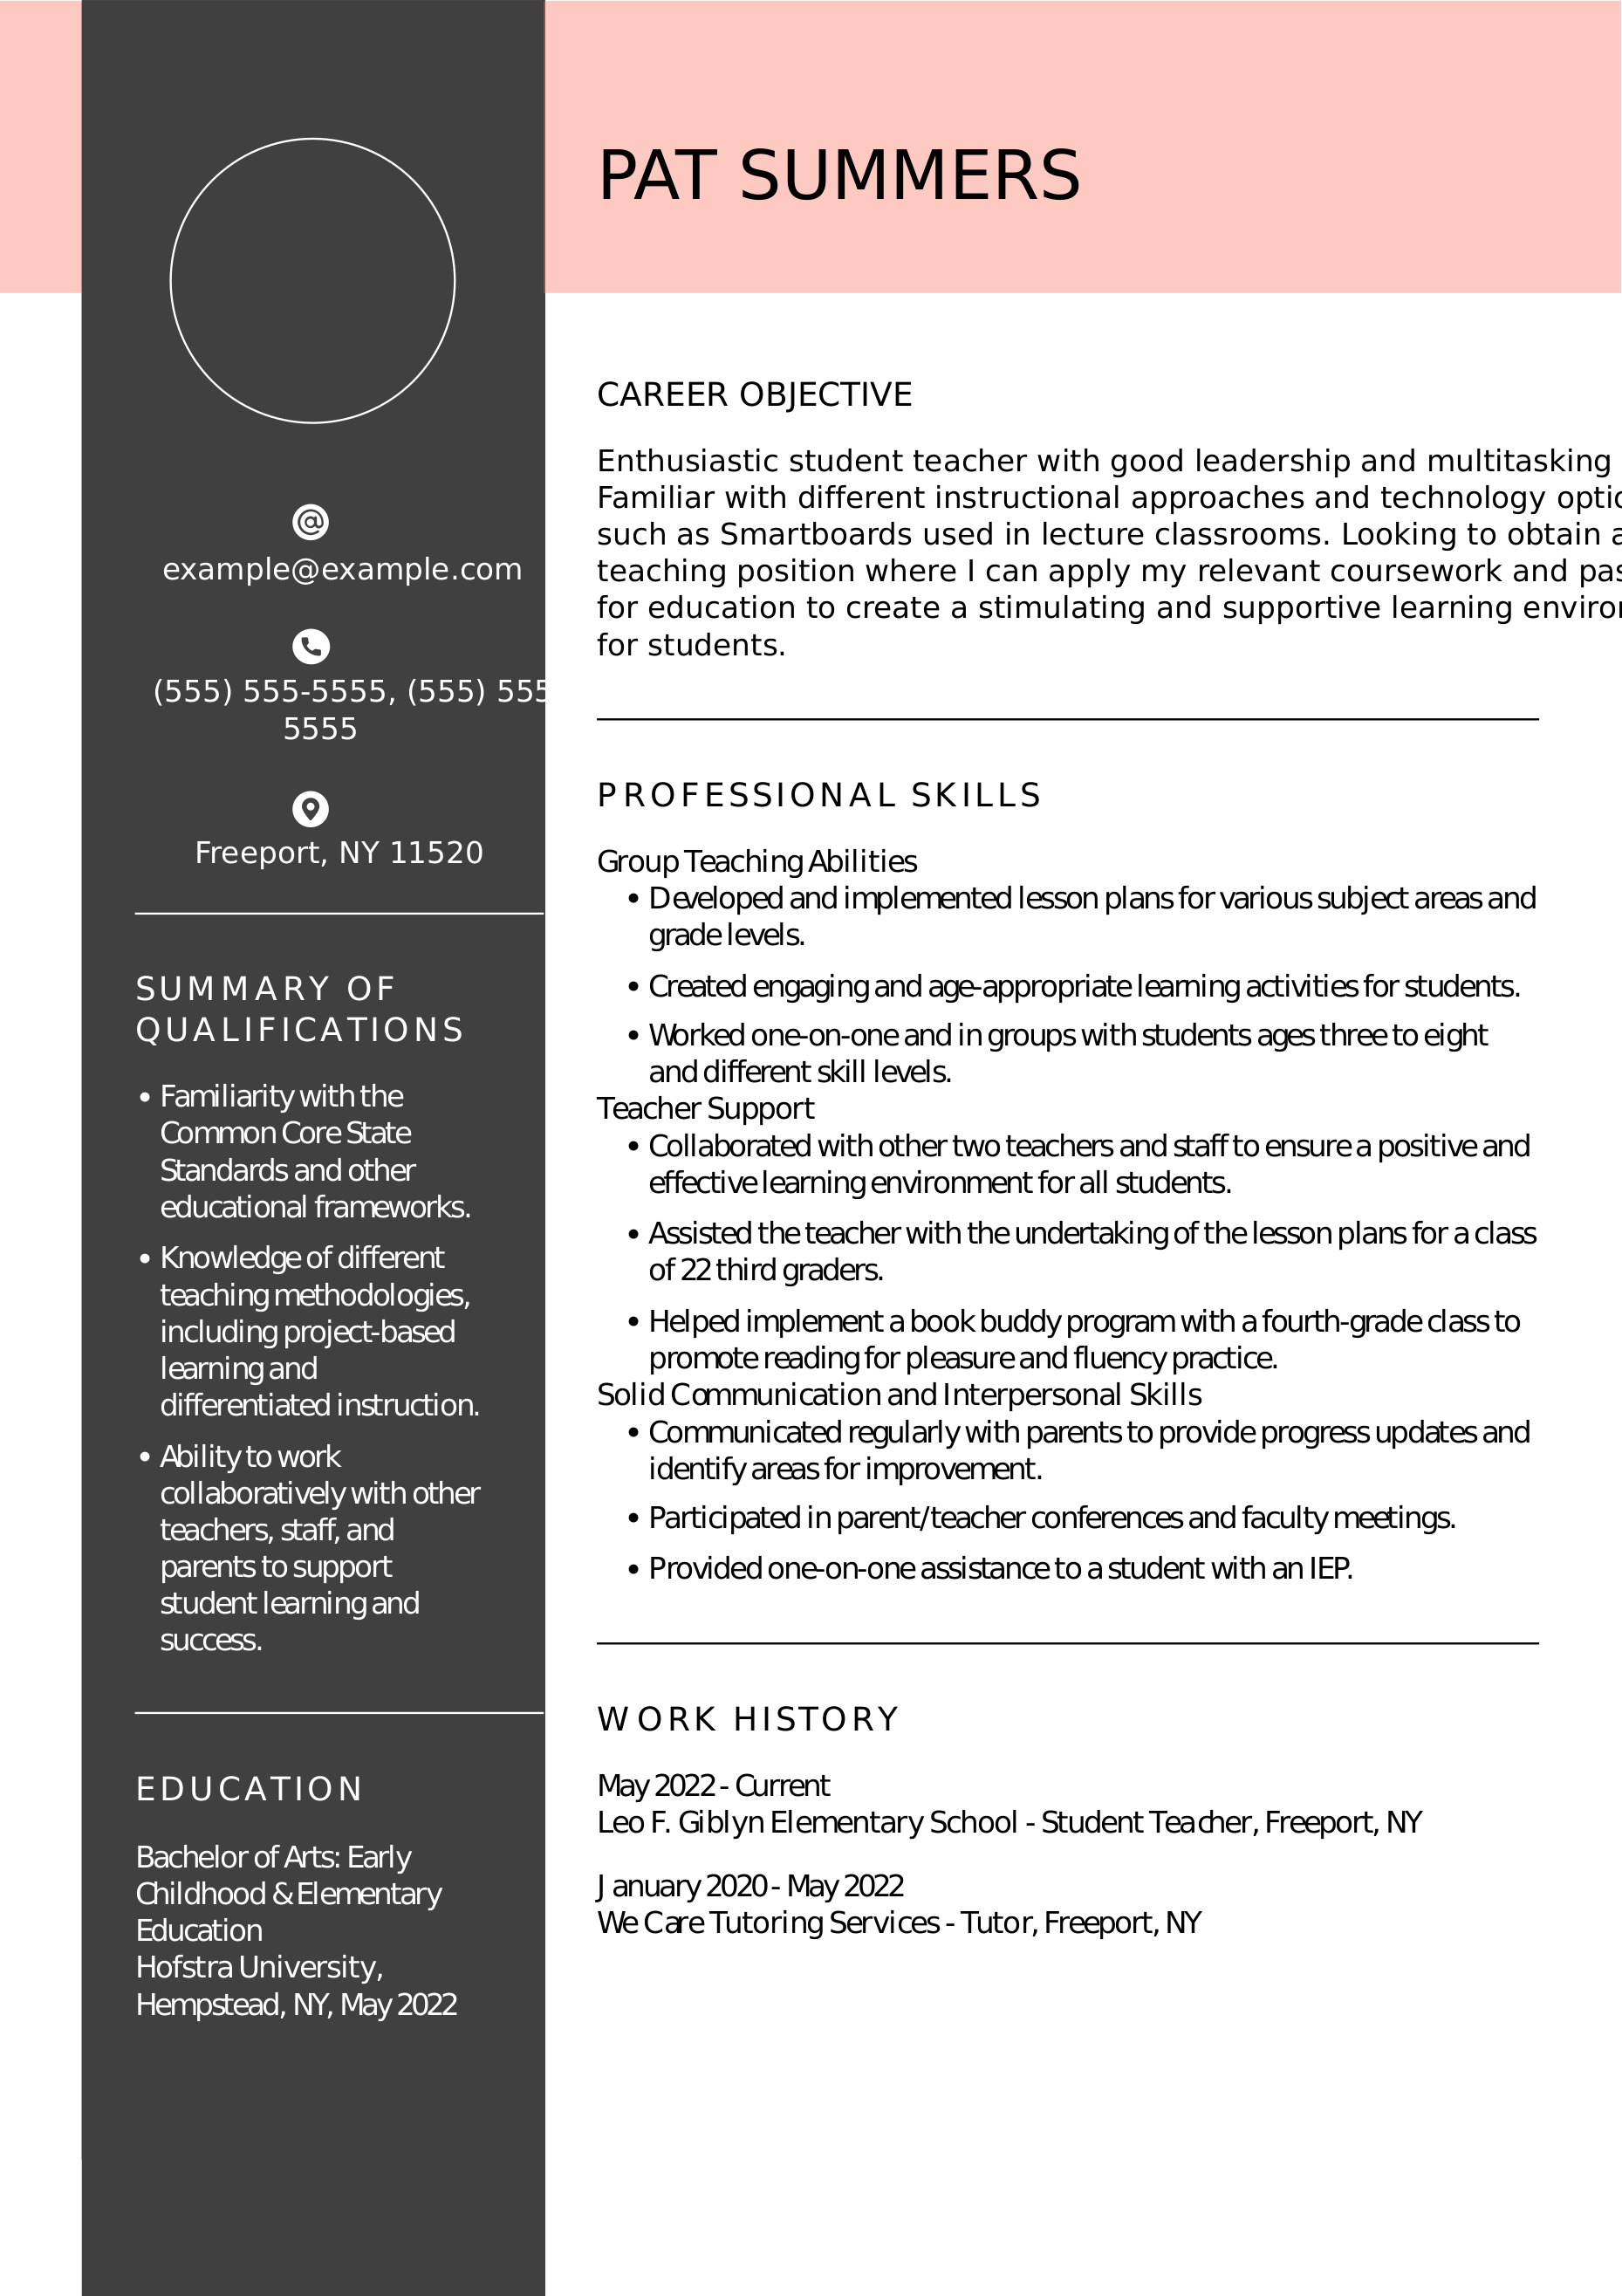 PAT SUMMERS
example@example.com
(555) 555-5555, (555) 555
5555
Freeport, NY 11520
SUMMARY OF
QUALIFICATIONS
• Familiarity with the
Common Core State
Standards and other
educational frameworks.
• Knowledge of different
teaching methodologies,
including project-based
learning and
differentiated instruction.
• Ability to work
collaboratively with other
teachers, staff, and
parents to support
student learning and
success.
EDUCATION
Bachelor of Arts: Early
Childhood & Elementary
Education
Hofstra University,
Hempstead, NY, May 2022
CAREER OBJECTIVE
Enthusiastic student teacher with good leadership and multitasking
Familiar with different instructional approaches and technology
such as Smartboards used in lecture classrooms. Looking to obtain
teaching position where I can apply my relevant coursework and
for education to create a stimulating and supportive learning
for students.
PROFESSIONAL SKILLS
Group Teaching Abilities
• Developed and implemented lesson plans for various subject areas and
grade levels.
• Created engaging and age-appropriate learning activities for students.
• Worked one-on-one and in groups with students ages three to eight
and different skill levels.
Teacher Support
• Collaborated with other two teachers and staff to ensure a positive and
effective learning environment for all students.
• Assisted the teacher with the undertaking of the lesson plans for a class
of 22 third graders.
• Helped implement a book buddy program with a fourth-grade class to
promote reading for pleasure and fluency practice.
Solid Communication and Interpersonal Skills
• Communicated regularly with parents to provide progress updates and
identify areas for improvement.
• Participated in parent/teacher conferences and faculty meetings.
• Provided one-on-one assistance to a student with an IEP.
WORK HISTORY
May 2022 - Current
Leo F. Giblyn Elementary School - Student Teacher, Freeport, NY
January 2020 - May 2022
We Care Tutoring Services - Tutor, Freeport, NY